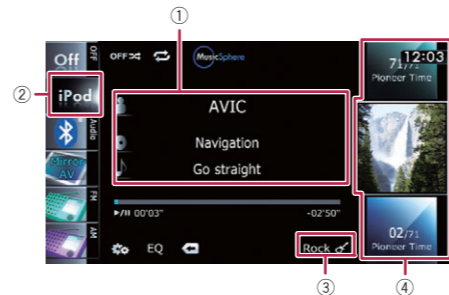 ①
Off OFF
OFF
MusicSphere
71/71
12:03
Pioneer Time
②
iPod
AVIC
Audio
Navigation
Mirror
AV
Go straight
FM
►/II 00'03"
-02'50"
AM
EQ
Rock
02/71
Pioneer Time
③
④